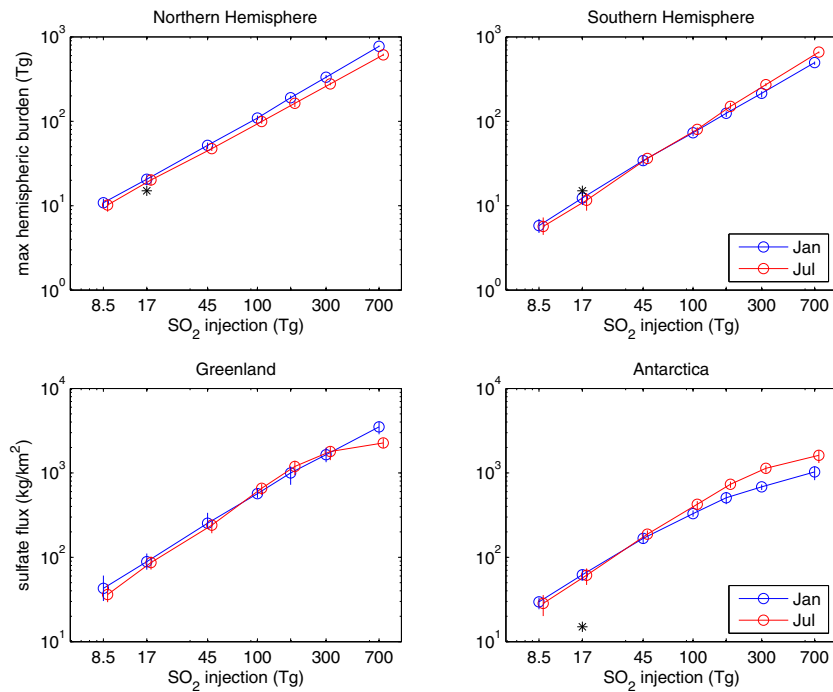 Northern Hemisphere
max hemispheric burden (Tg)
10^3
10^2
10^1
10^0
8.5 17 45 100 300 700
SO_2 injection (Tg)
Southern Hemisphere
10^3
10^2
10^1
10^0
Jan
Jul
8.5 17 45 100 300 700
SO_2 injection (Tg)
Greenland
sulfate flux (kg/km^2)
10^4
10^3
10^2
10^1
8.5 17 45 100 300 700
SO_2 injection (Tg)
Antarctica
10^4
10^3
10^2
10^1
Jan
Jul
8.5 17 45 100 300 700
SO_2 injection (Tg)